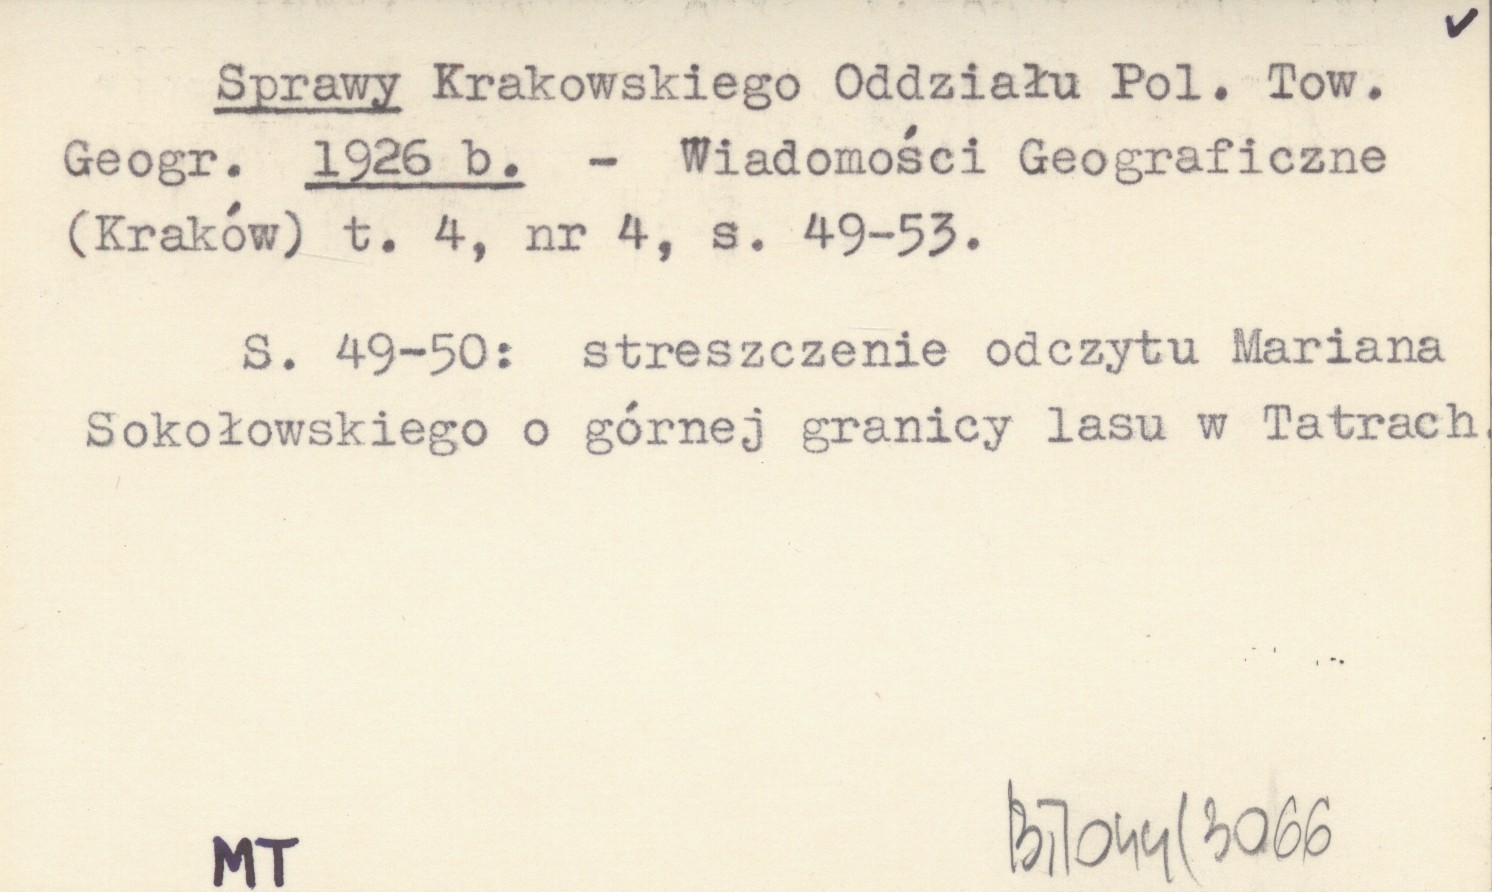 Sprawy Krakowskiego Oddziału Pol. Tow.
Geogr. 1926 b. - Wiadomości Geograficzne
(Kraków) t. 4, nr 4, s. 49-53.
S. 49-50: streszczenie odczytu Mariana
Sokołowskiego o górnej granicy lasu w Tatrach.
MT
3066